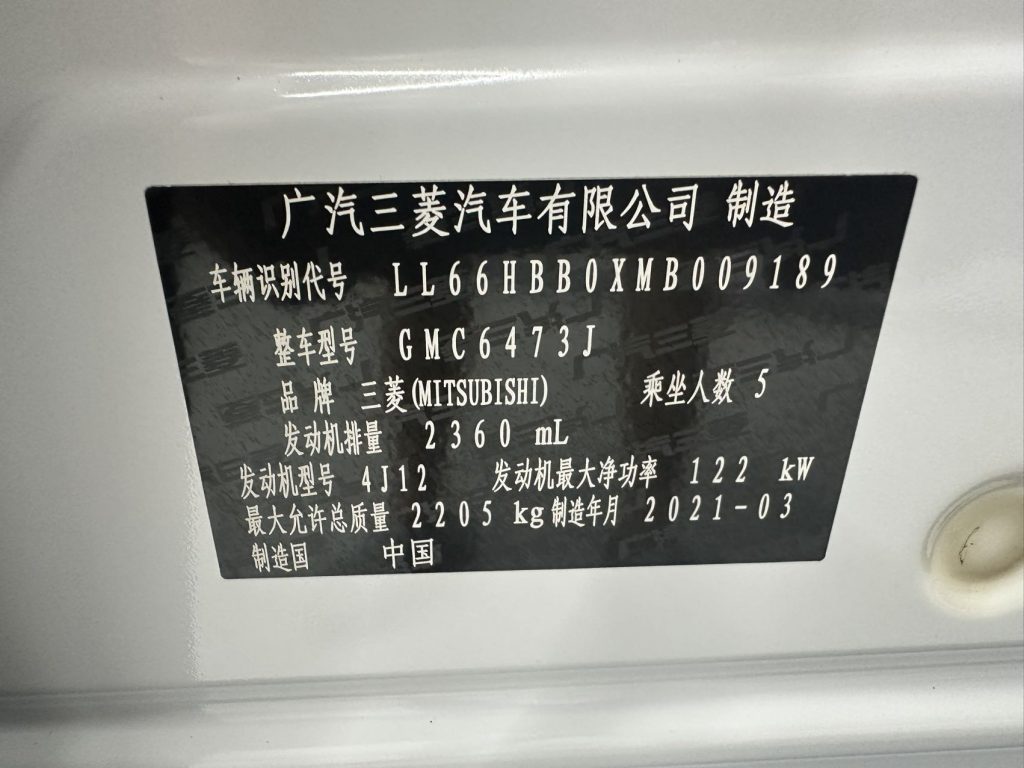 广汽三菱汽车有限公司 制造
车辆识别代号 LL66HBB0XMB009189
整车型号 GMC6473J
品牌 三菱(MITSUBISHI) 乘坐人数 5
发动机排量 2360 mL
发动机型号 4J12 发动机最大净功率 122 kW
最大允许总质量 2205 kg 制造年月 2021-03
制造国 中国